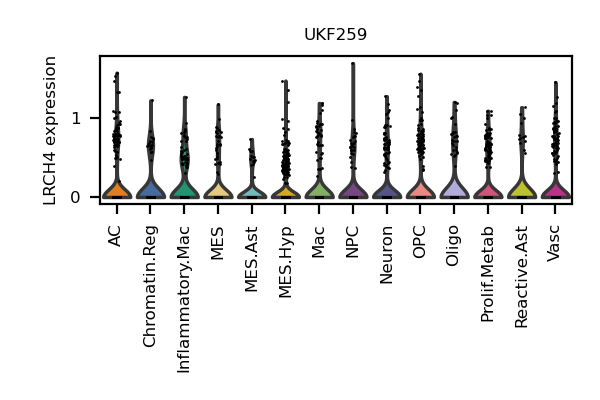 UKF259
LRCH4 expression
1
0
AC
Chromatin.Reg
Inflammatory.Mac
MES
MES.Ast
MES.Hyp
Mac
NPC
Neuron
OPC
Oligo
Prolif.Metab
Reactive.Ast
Vasc